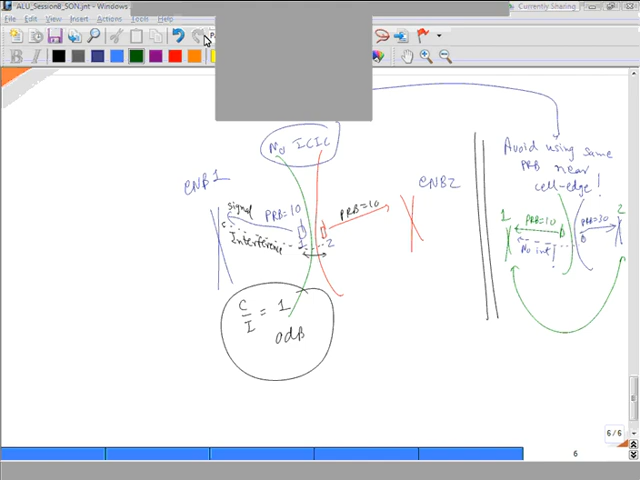 ALU_Session8_SON.jnt - Windows
Currently Sharing
File Edit View Insert Actions Tools
No ICIC
Avoid using same
PRB near
cell-edge!
eNB1
eNB2
signal
PRB=10
PRB=10
Interference
1
2
1
PRB=10
PRB=30
2
No int!
C
I
= 1
0dB
6 / 6
6